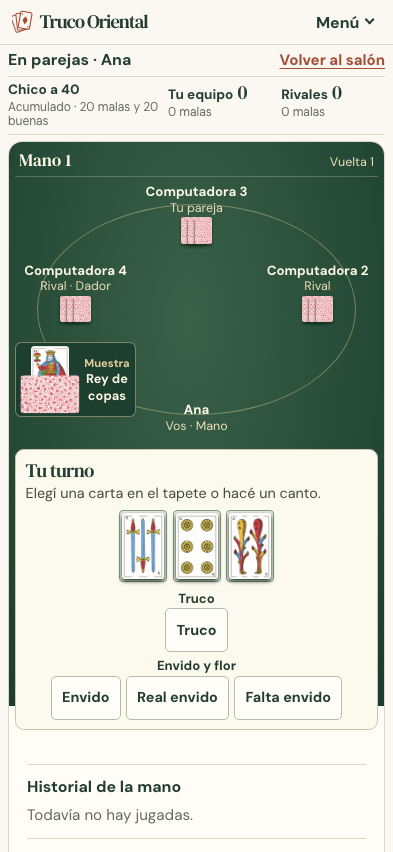 Truco Oriental
Menú
En parejas · Ana
Volver al salón
Chico a 40
Acumulado · 20 malas y 20
buenas
Tu equipo 0
0 malas
Rivales 0
0 malas
Mano 1
Vuelta 1
Computadora 3
Tu pareja
Computadora 4
Rival · Dador
Computadora 2
Rival
Muestra
Rey de
copas
Ana
Vos · Mano
Tu turno
Elegí una carta en el tapete o hacé un canto.
Truco
Truco
Envido y flor
Envido
Real envido
Falta envido
Historial de la mano
Todavía no hay jugadas.